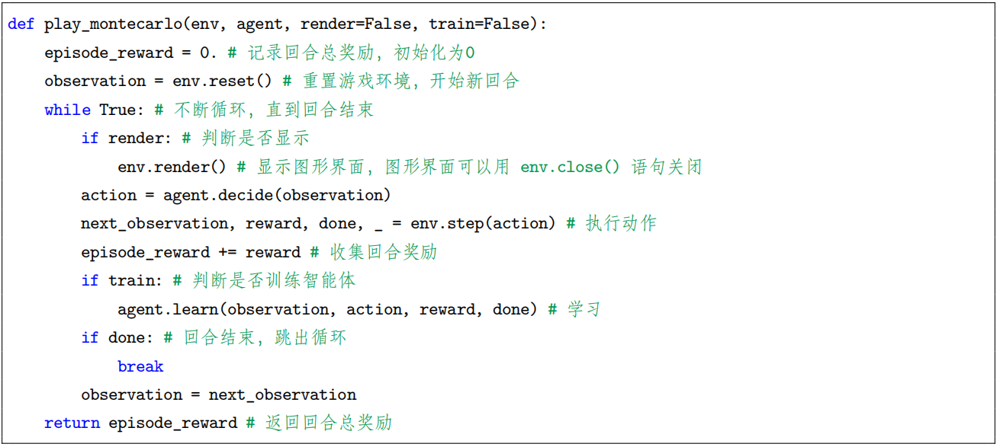 def play_montecarlo(env, agent, render=False, train=False):
    episode_reward = 0. # 记录回合总奖励，初始化为0
    observation = env.reset() # 重置游戏环境，开始新回合
    while True: # 不断循环，直到回合结束
        if render: # 判断是否显示
            env.render() # 显示图形界面，图形界面可以用 env.close() 语句关闭
        action = agent.decide(observation)
        next_observation, reward, done, _ = env.step(action) # 执行动作
        episode_reward += reward # 收集回合奖励
        if train: # 判断是否训练智能体
            agent.learn(observation, action, reward, done) # 学习
        if done: # 回合结束，跳出循环
            break
        observation = next_observation
    return episode_reward # 返回回合总奖励